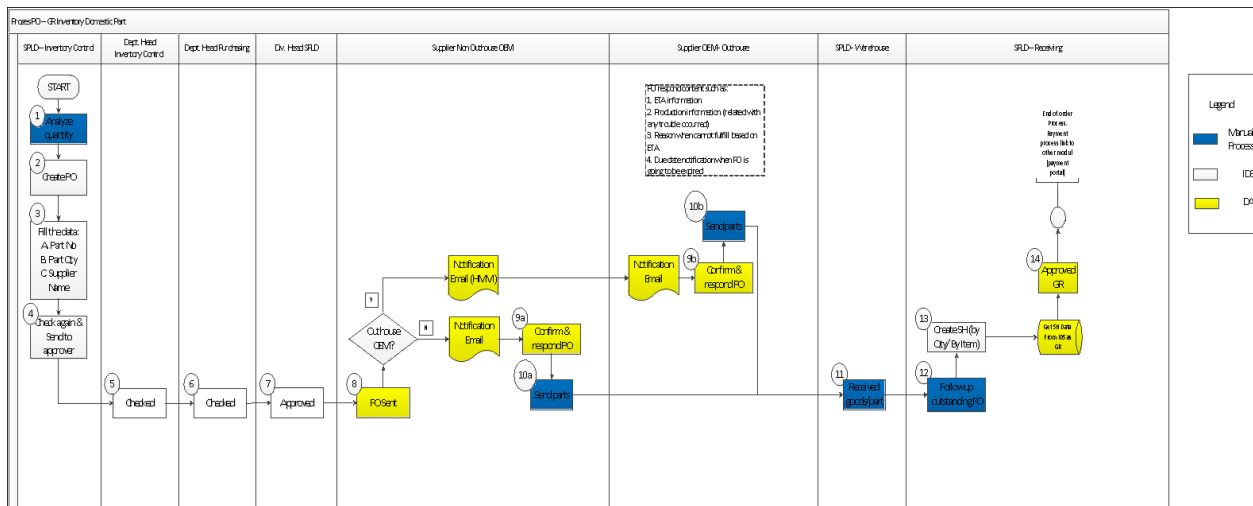 Proses PO – GR Inventory Domestic Part
SPLD – Inventory Control
Dept. Head
Inventory Control
Dept. Head Purchasing
Div. Head SPLD
Supplier Non Outhouse OEM
Supplier OEM - Outhouse
SPLD - Warehouse
SPLD – Receiving
START
1
Analyze
quantity
2
Create PO
3
Fill the data:
A. Part No
B. Part Qty
C. Supplier
Name
4
Check again &
Send to
approver
5
Checked
6
Checked
7
Approved
8
PO Sent
Outhouse
OEM?
Y
N
Notification
Email (HMMI)
Notification
Email
9a
Confirm &
respond PO
10a
Send parts
PO respond content such as:
1. ETA information
2. Production information (related with
any trouble occurred)
3. Reason when cannot fulfill based on
ETA
4. Due date notification when PO is
going to be expired
10b
Send parts
Notification
Email
9b
Confirm &
respond PO
11
Received
goods/part
12
Follow up
outstanding PO
13
Create SH (by
Qty/ By Item)
Get SH Data
From IDS as
GR
14
Approved
GR
End of order
Process.
Payment
process link to
other modul
(payment
portal)
Legend
Manual
Process